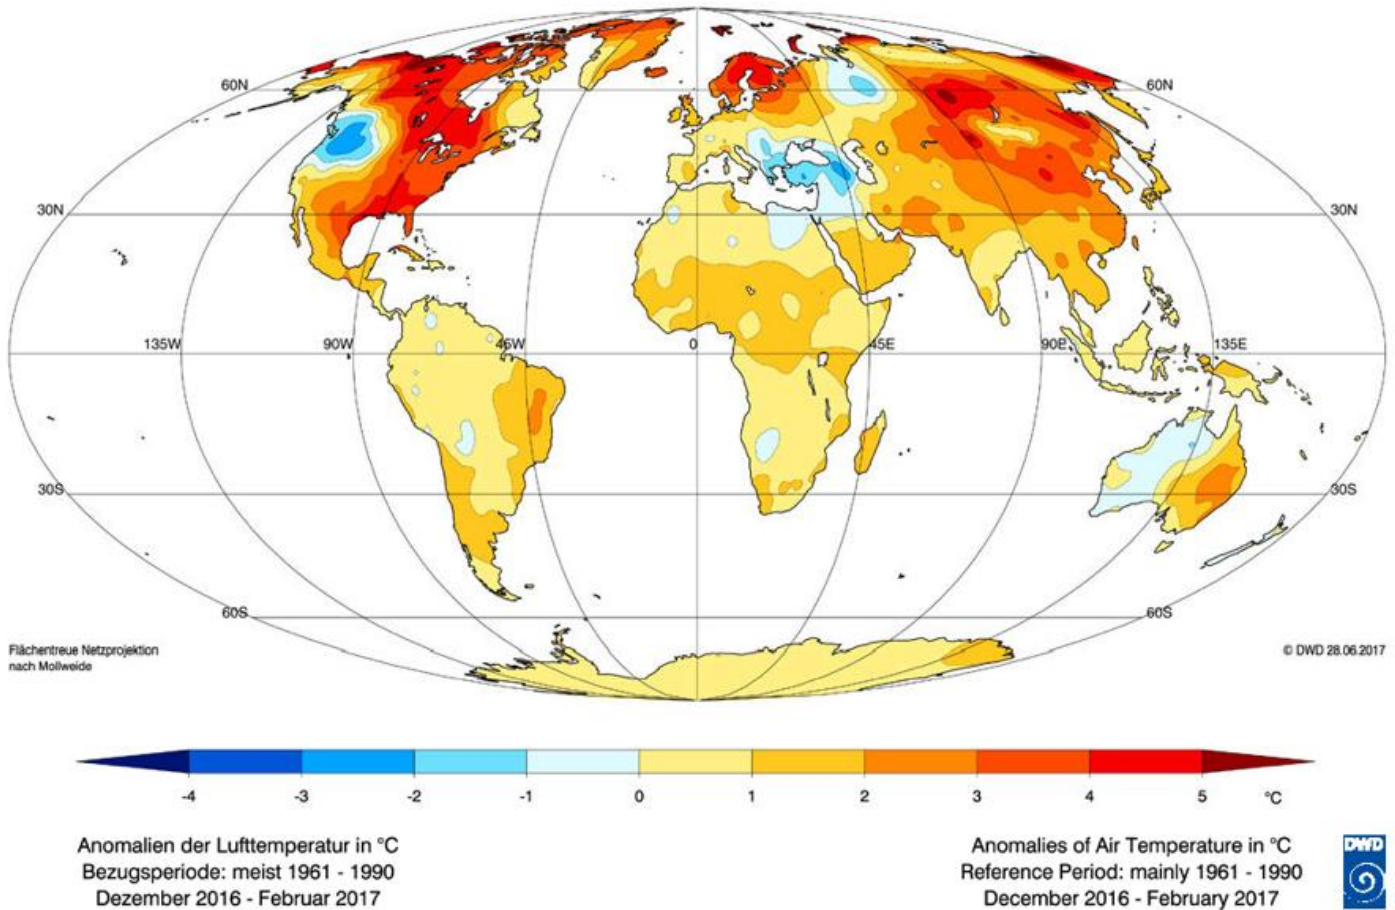 60N 60N
30N 30N
135W 90W 45W 0 45E 90E 135E
30S 30S
60S 60S
Flächentreue Netzprojektion
nach Mollweide
© DWD 28.06.2017
-4 -3 -2 -1 0 1 2 3 4 5 °C
Anomalien der Lufttemperatur in °C
Bezugsperiode: meist 1961 - 1990
Dezember 2016 - Februar 2017
Anomalies of Air Temperature in °C
Reference Period: mainly 1961 - 1990
December 2016 - February 2017
DWD